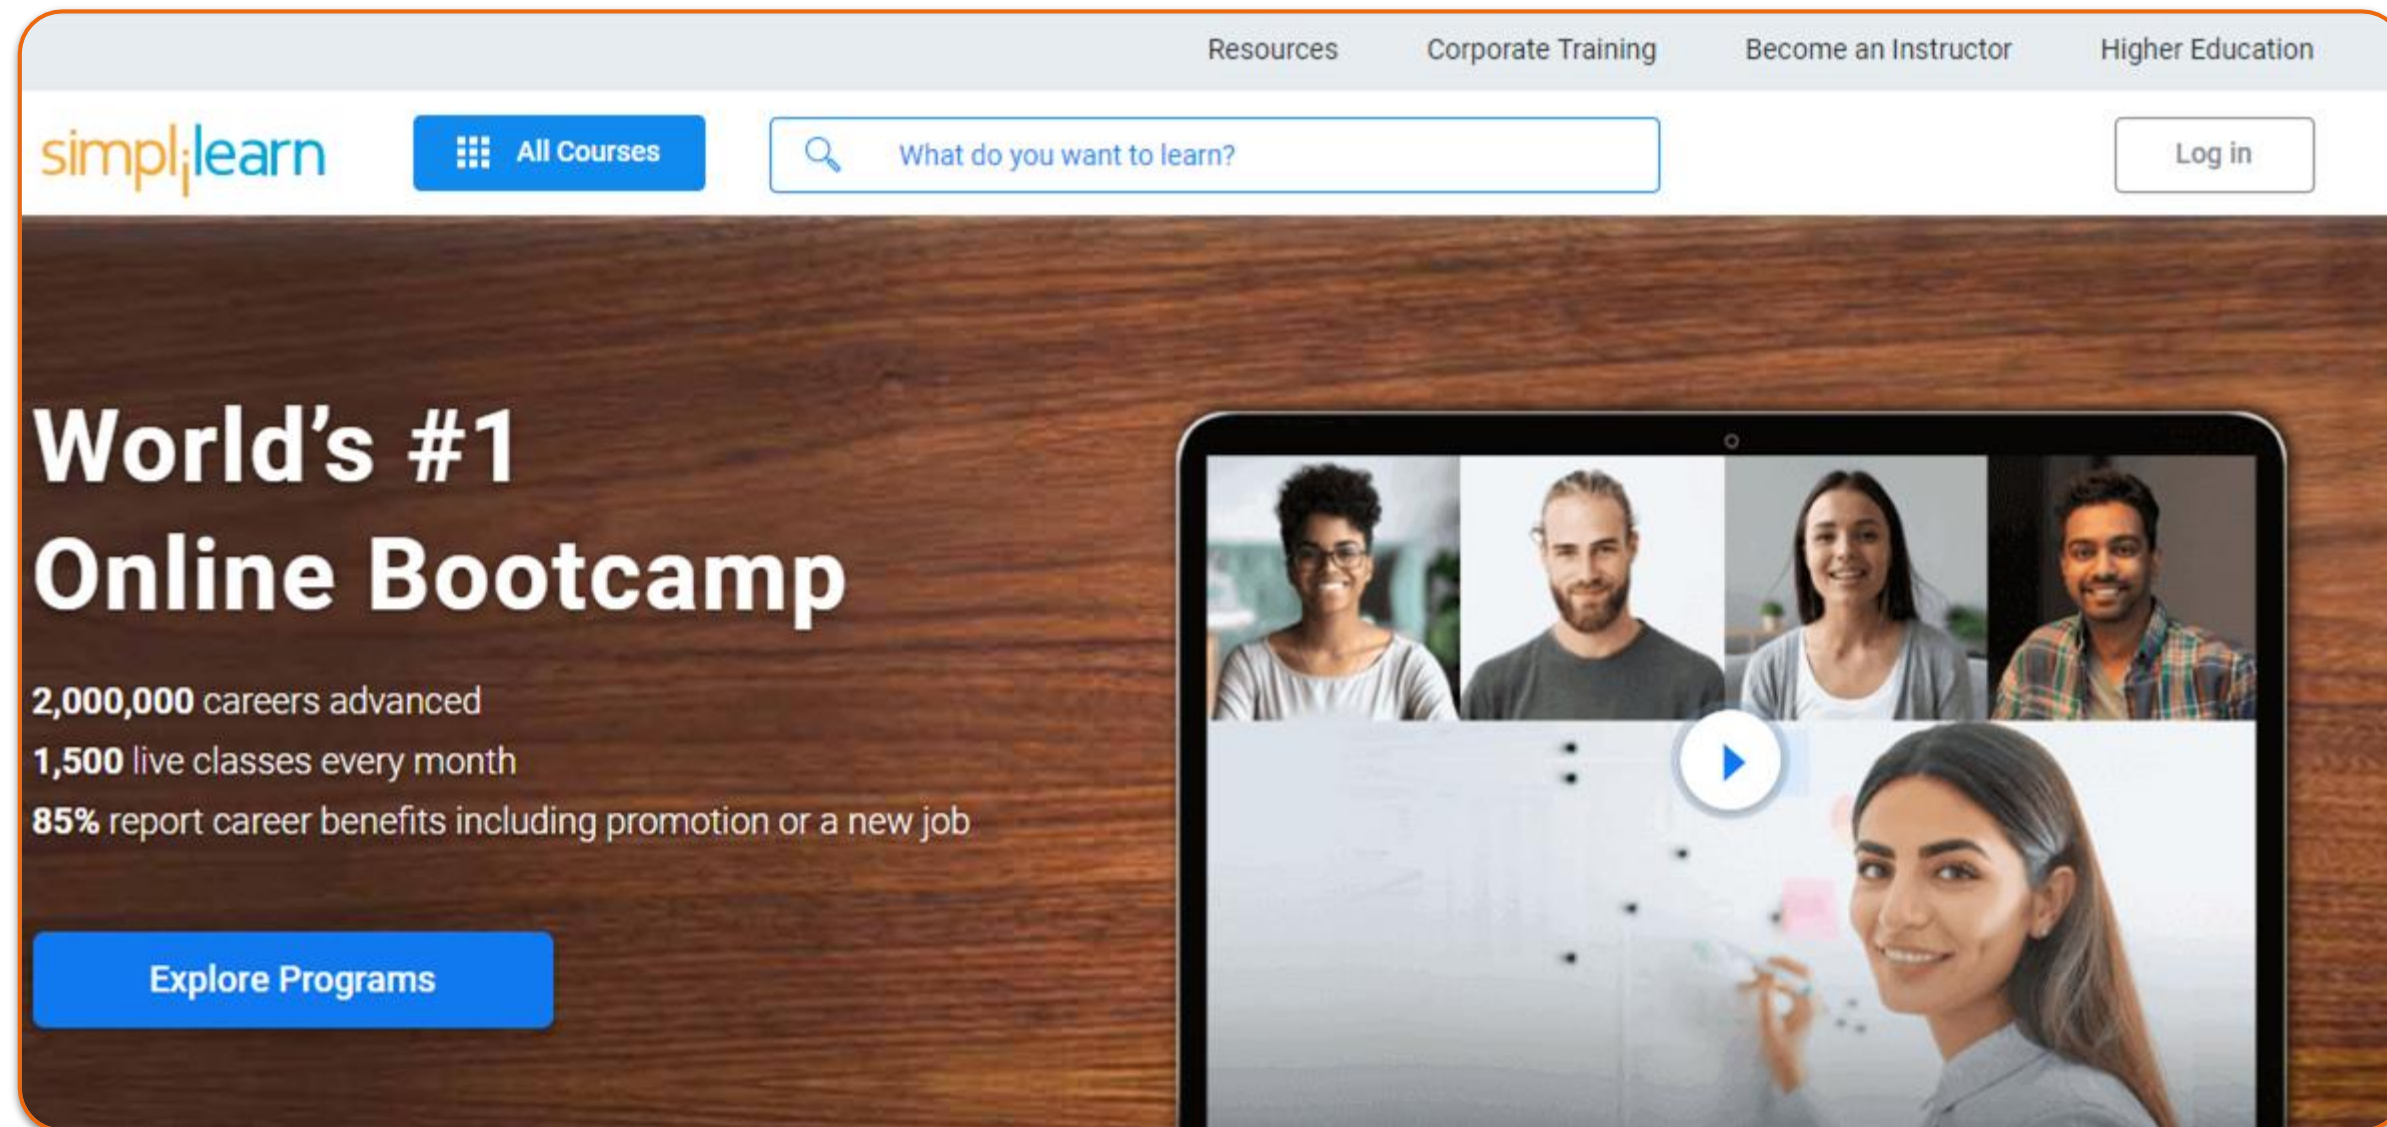 Resources Corporate Training Become an Instructor Higher Education
simplilearn All Courses What do you want to learn? Log in
World's #1
Online Bootcamp
2,000,000 careers advanced
1,500 live classes every month
85% report career benefits including promotion or a new job
Explore Programs